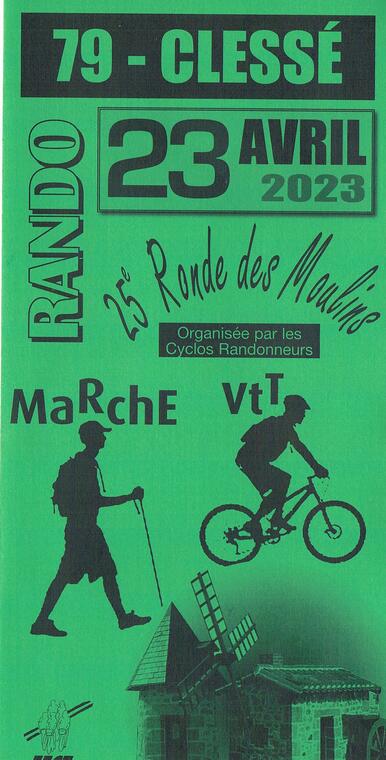 79 - CLESSÉ
RANDO
23 AVRIL
2023
25e Ronde des Moulins
Organisée par les
Cyclos Randonneurs
MaRchE
VtT